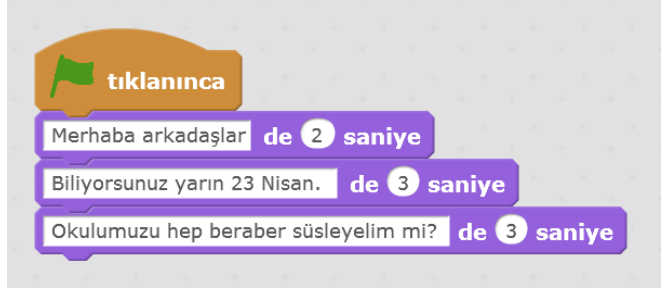 tıklanınca
Merhaba arkadaşlar de 2 saniye
Biliyorsunuz yarın 23 Nisan. de 3 saniye
Okulumuzu hep beraber süsleyelim mi? de 3 saniye